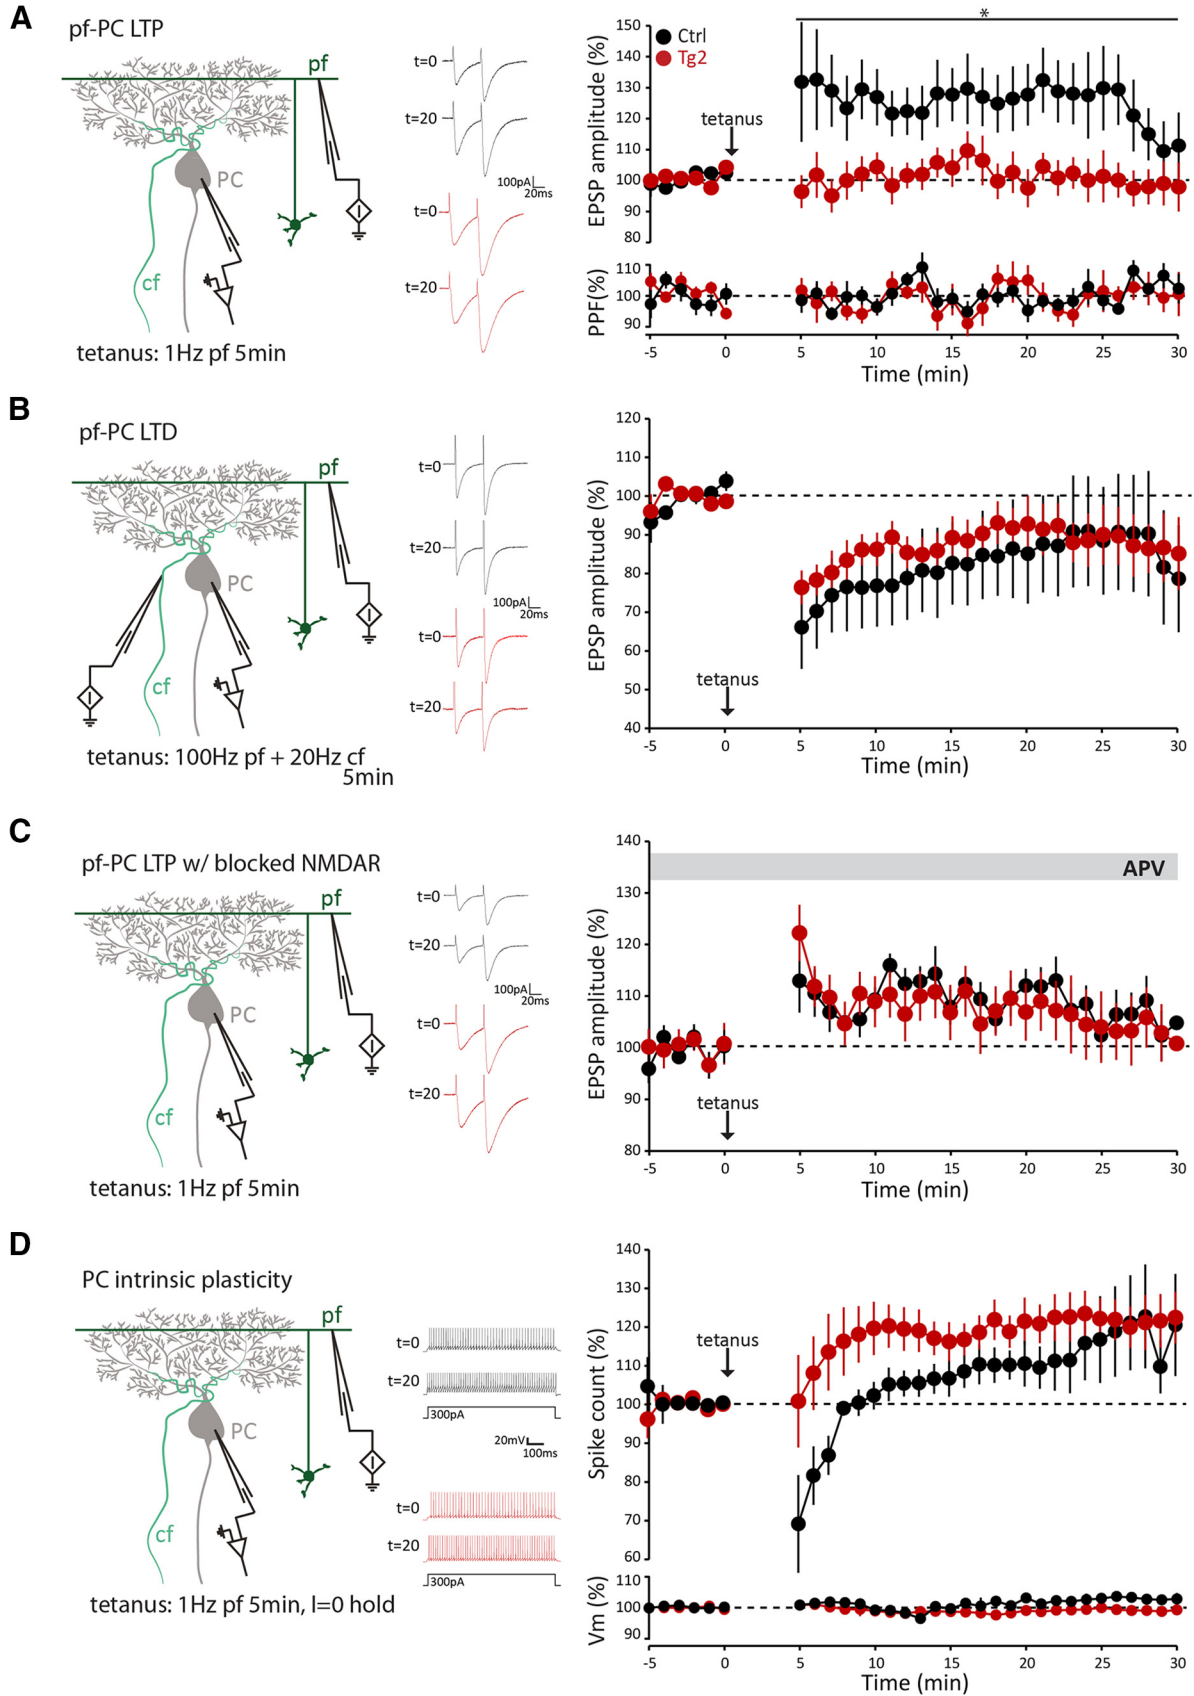 A
pf-PC LTP
pf
PC
cf
tetanus: 1Hz pf 5min
t=0
t=20
100pA
20ms
t=0
t=20
EPSP amplitude (%)
150
140
130
120
110
100
90
80
Ctrl
Tg2
tetanus
*
PPF(%)
110
100
90
-5 0 5 10 15 20 25 30
Time (min)
B
pf-PC LTD
pf
PC
cf
tetanus: 100Hz pf + 20Hz cf
5min
t=0
t=20
100pA
20ms
t=0
t=20
EPSP amplitude (%)
120
110
100
90
80
70
60
50
40
tetanus
-5 0 5 10 15 20 25 30
Time (min)
C
pf-PC LTP w/ blocked NMDAR
pf
PC
cf
tetanus: 1Hz pf 5min
t=0
t=20
100pA
20ms
t=0
t=20
EPSP amplitude (%)
140
130
120
110
100
90
80
APV
tetanus
-5 0 5 10 15 20 25 30
Time (min)
D
PC intrinsic plasticity
pf
PC
cf
tetanus: 1Hz pf 5min, I=0 hold
t=0
t=20
300pA
20mV
100ms
t=0
t=20
300pA
Spike count (%)
140
130
120
110
100
90
80
70
60
tetanus
Vm (%)
110
100
90
-5 0 5 10 15 20 25 30
Time (min)